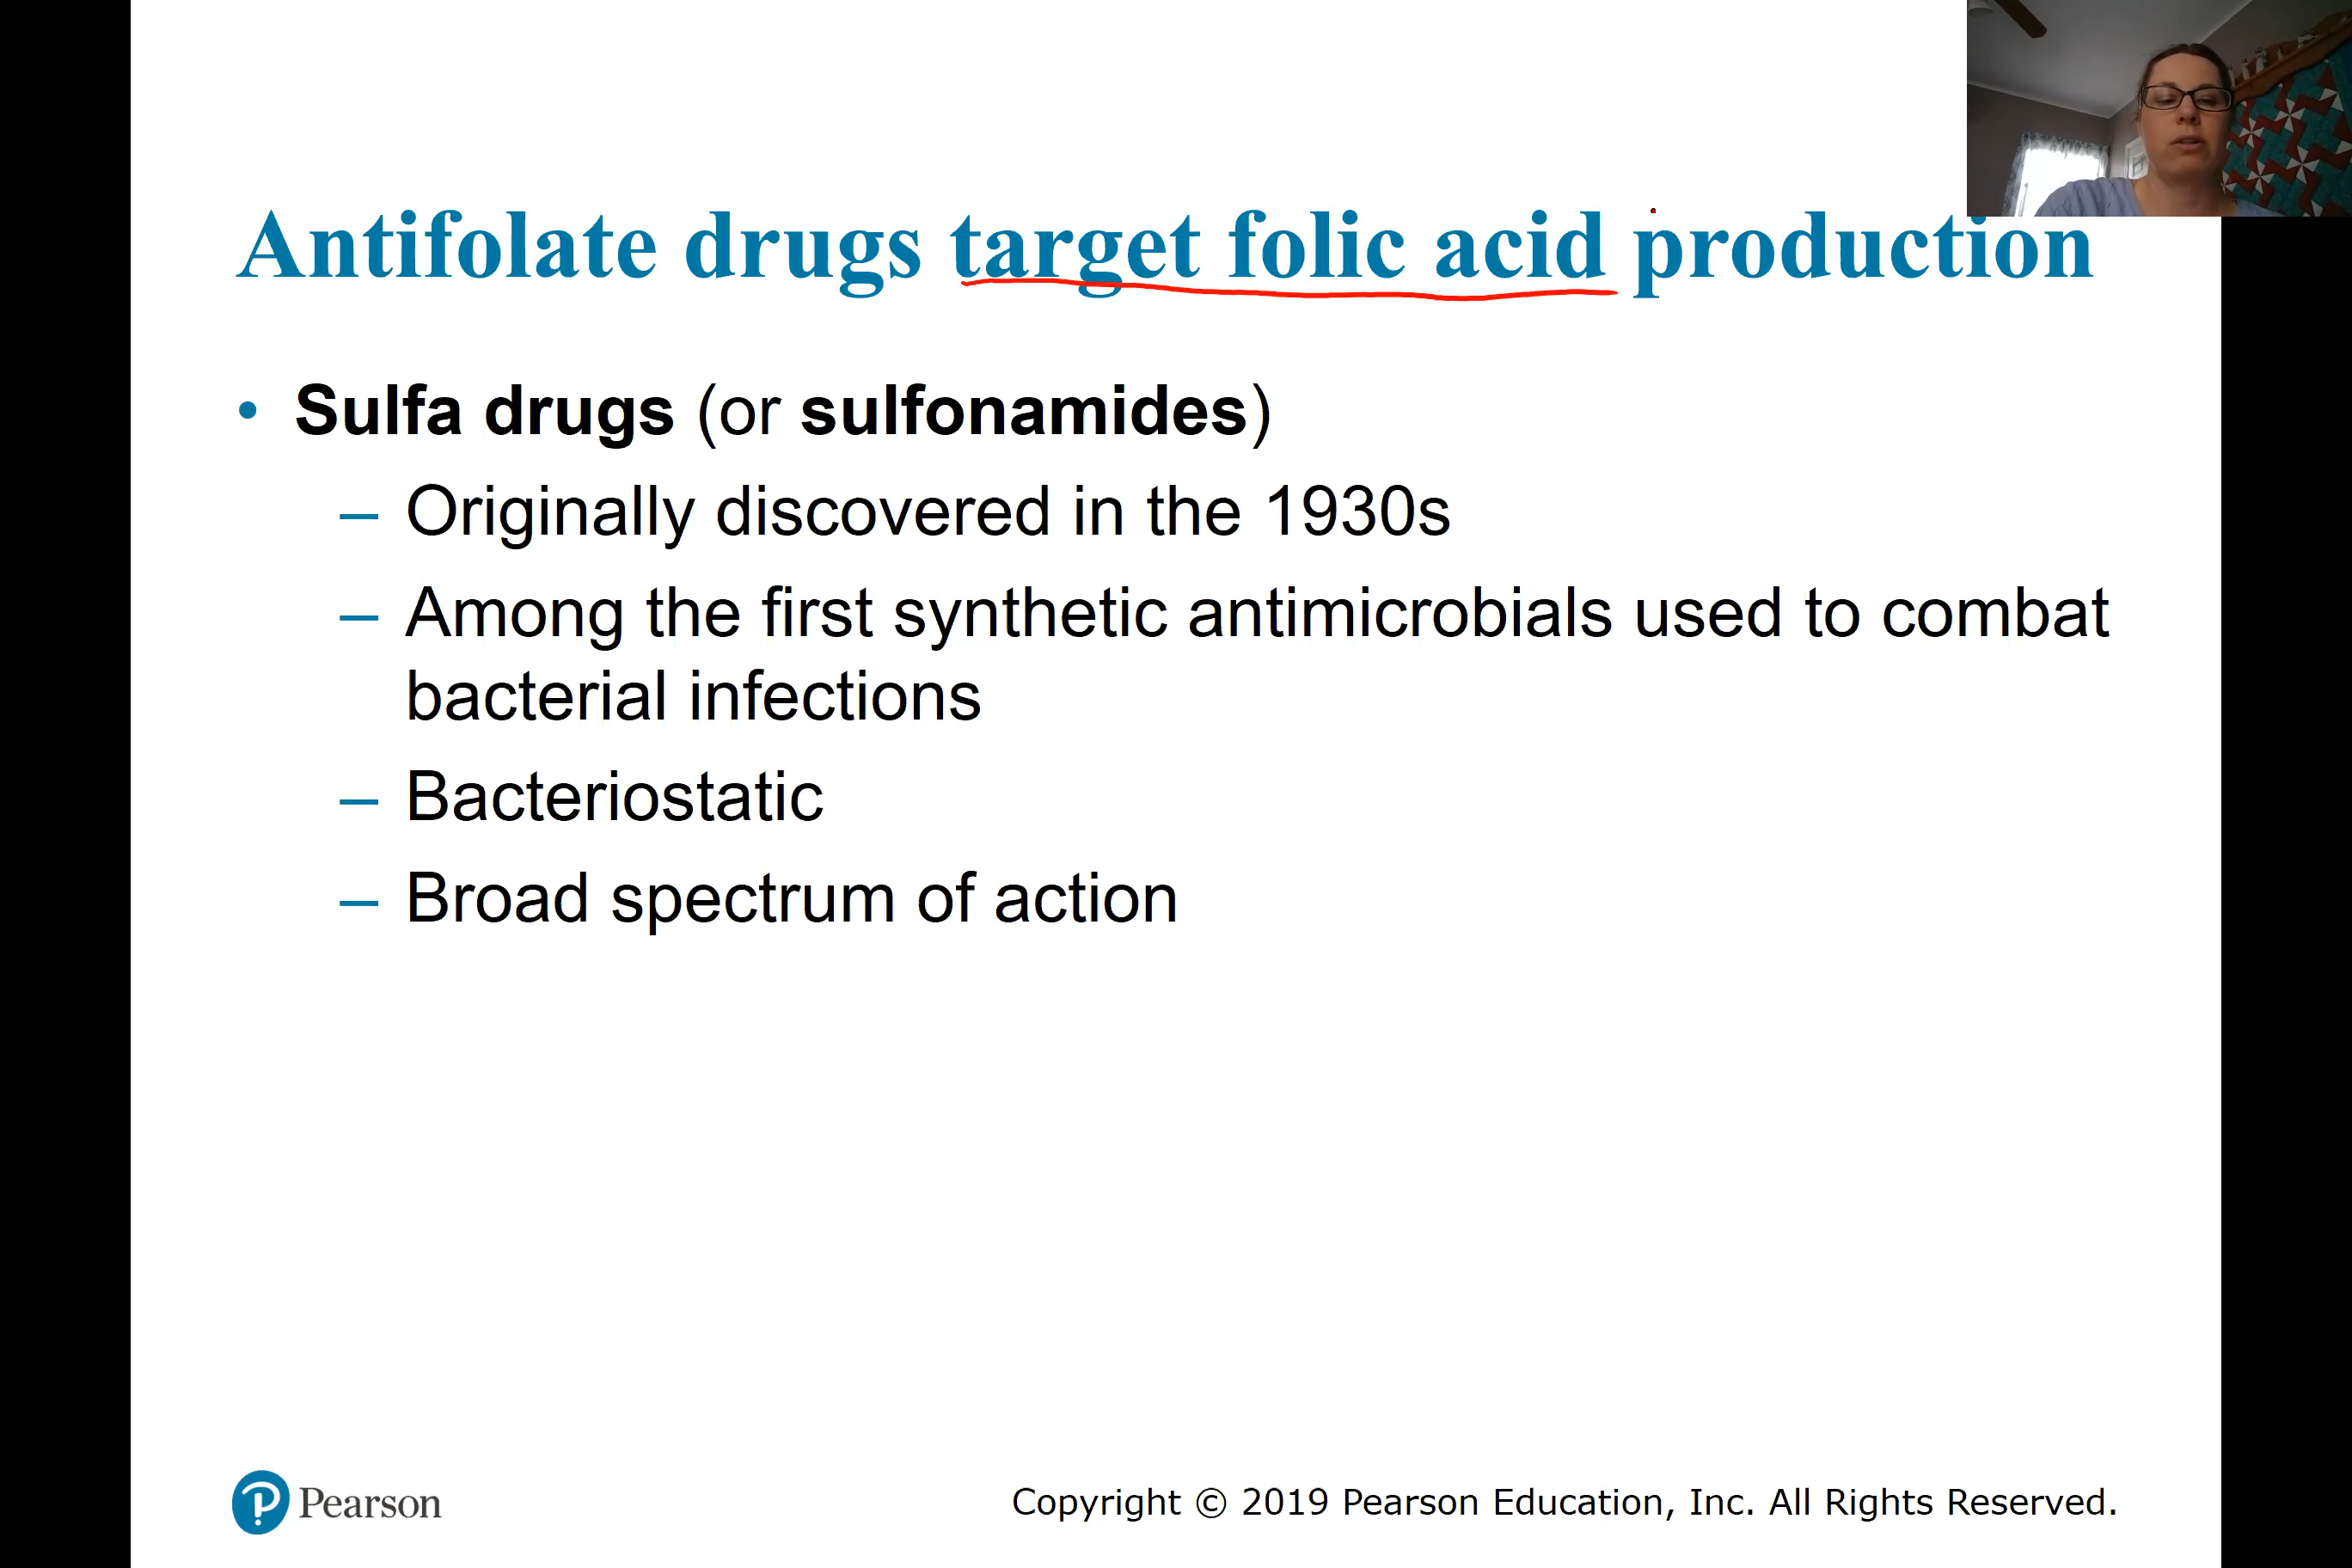 Antifolate drugs target folic acid production
• Sulfa drugs (or sulfonamides)
– Originally discovered in the 1930s
– Among the first synthetic antimicrobials used to combat
bacterial infections
– Bacteriostatic
– Broad spectrum of action
Pearson
Copyright © 2019 Pearson Education, Inc. All Rights Reserved.